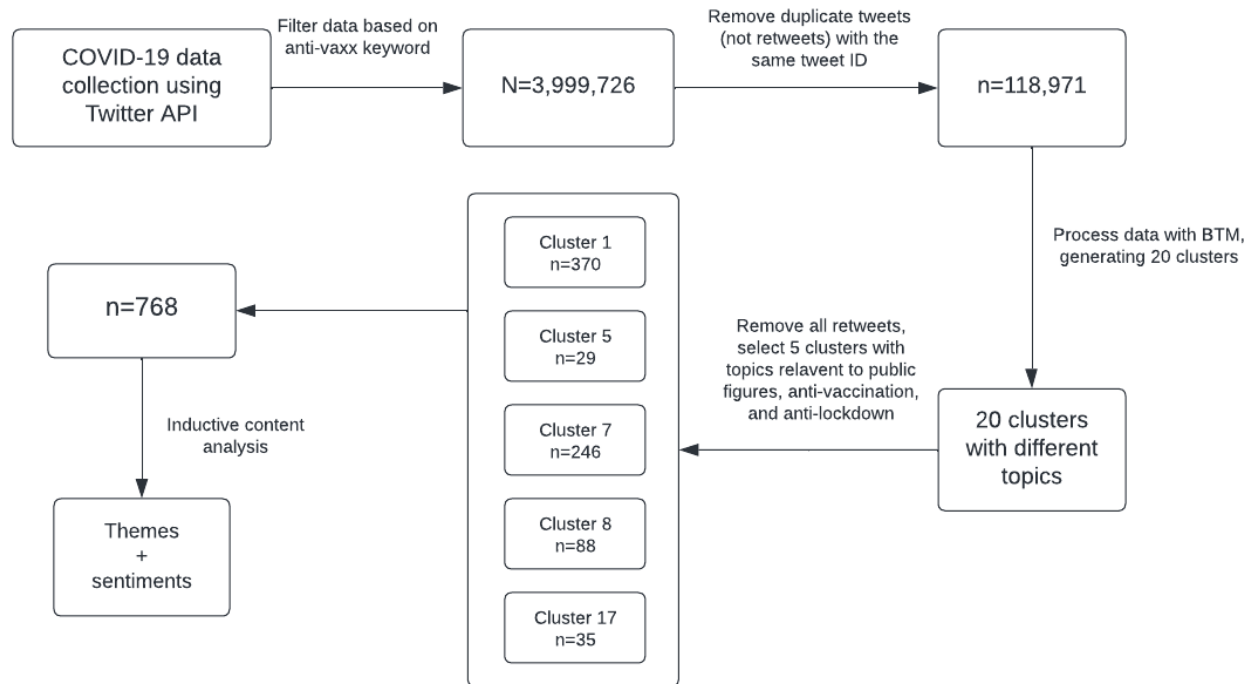 COVID-19 data
collection using
Twitter API
Filter data based on
anti-vaxx keyword
N=3,999,726
Remove duplicate tweets
(not retweets) with the
same tweet ID
n=118,971
Process data with BTM,
generating 20 clusters
20 clusters
with different
topics
Remove all retweets,
select 5 clusters with
topics relavent to public
figures, anti-vaccination,
and anti-lockdown
Cluster 1
n=370
Cluster 5
n=29
Cluster 7
n=246
Cluster 8
n=88
Cluster 17
n=35
n=768
Inductive content
analysis
Themes
+
sentiments